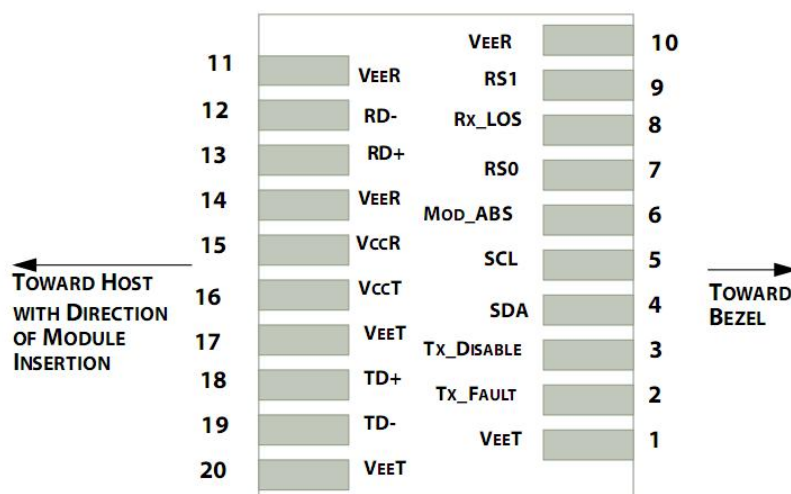 11
VEER
12
RD-
13
RD+
14
VEER
15
VCCR
16
VCCT
17
VEET
18
TD+
19
TD-
20
VEET
VEER
10
RS1
9
RX_LOS
8
RS0
7
MOD_ABS
6
SCL
5
SDA
4
TX_DISABLE
3
TX_FAULT
2
VEET
1
TOWARD HOST
WITH DIRECTION
OF MODULE
INSERTION
TOWARD
BEZEL